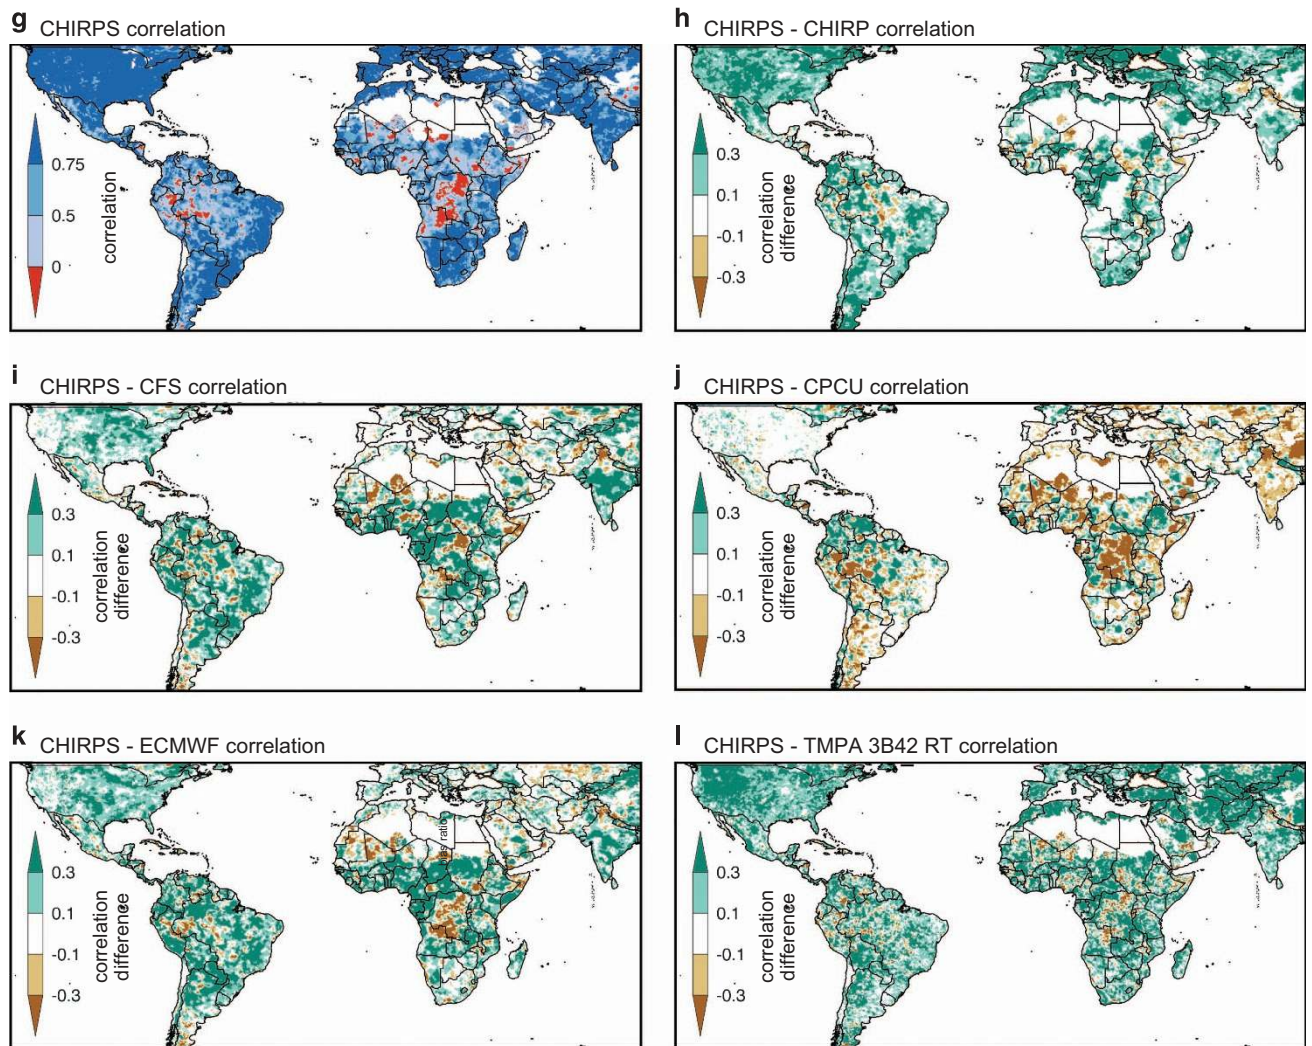 g CHIRPS correlation
0.75
0.5
0
correlation
h CHIRPS - CHIRP correlation
0.3
0.1
-0.1
-0.3
correlation
difference
i CHIRPS - CFS correlation
0.3
0.1
-0.1
-0.3
correlation
difference
j CHIRPS - CPCU correlation
0.3
0.1
-0.1
-0.3
correlation
difference
k CHIRPS - ECMWF correlation
0.3
0.1
-0.1
-0.3
correlation
difference
ratio
l CHIRPS - TMPA 3B42 RT correlation
0.3
0.1
-0.1
-0.3
correlation
difference